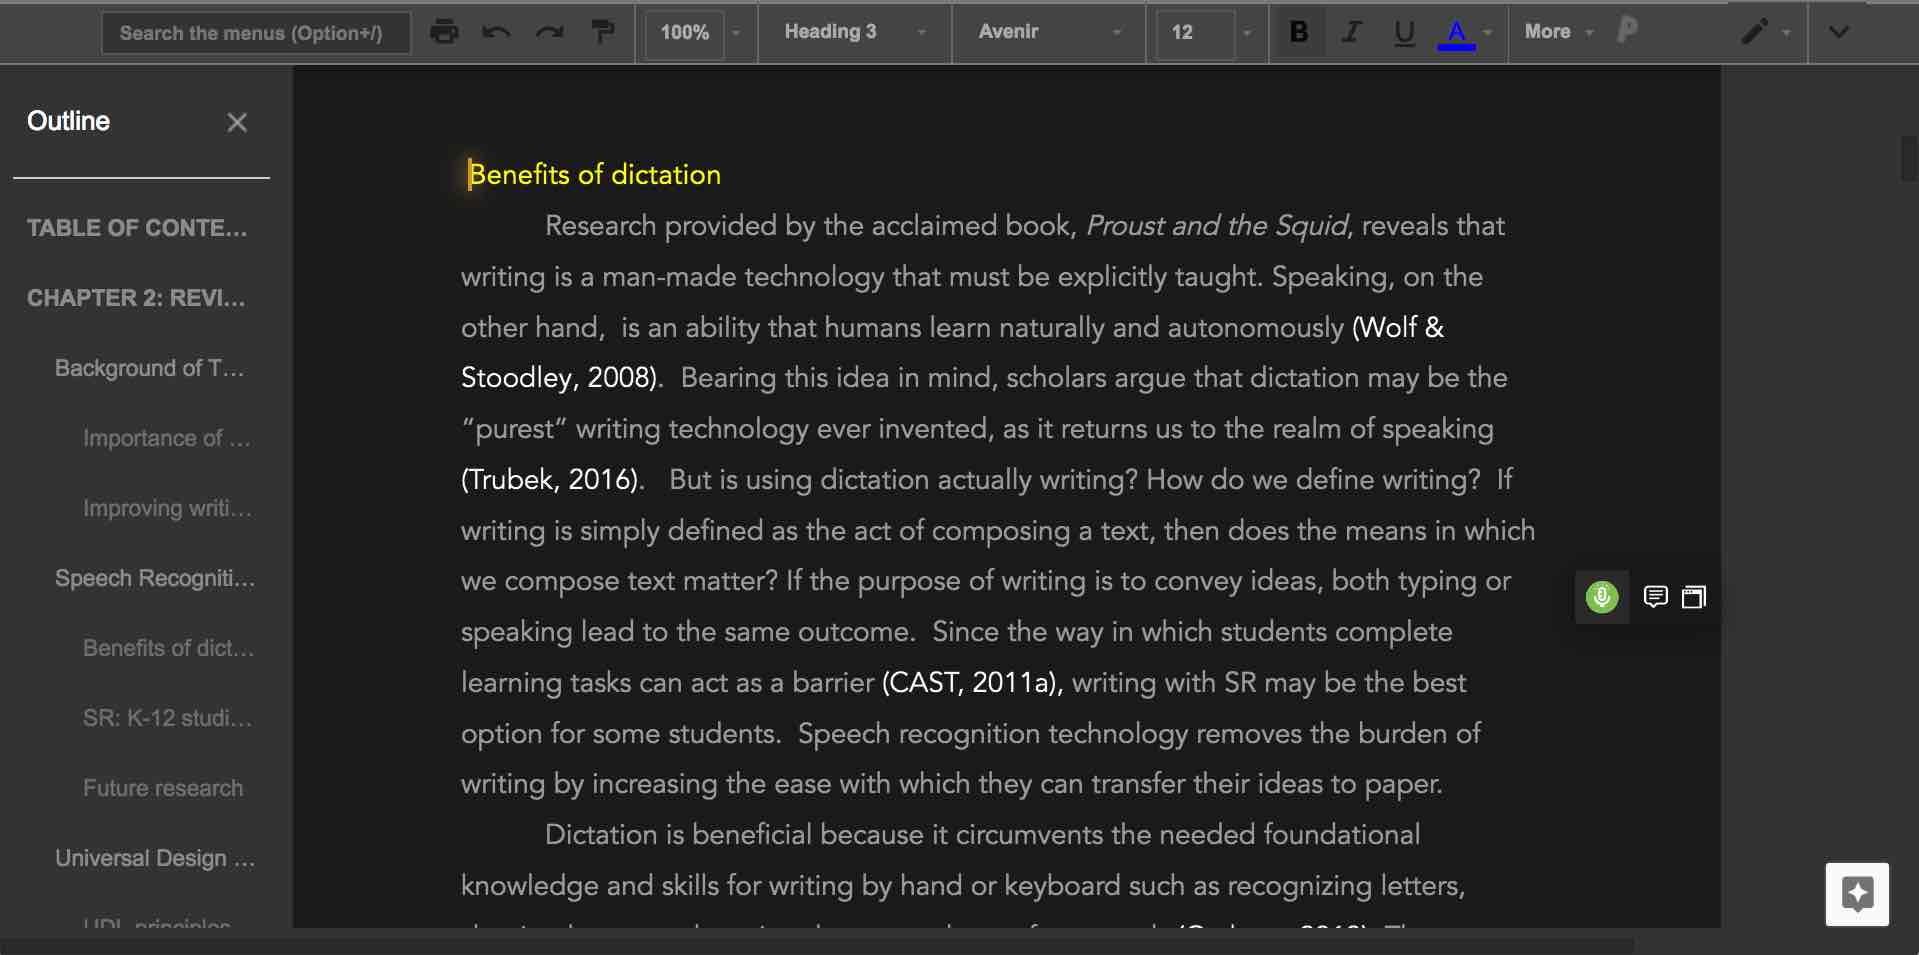 Search the menus (Option+/)
100%
Heading 3
Avenir
12
B
I
U
A
More
Outline
TABLE OF CONTE...
CHAPTER 2: REVI...
Background of T...
Importance of ...
Improving writi...
Speech Recogniti...
Benefits of dict...
SR: K-12 studi...
Future research
Universal Design ...
UDL principles
Benefits of dictation
Research provided by the acclaimed book, Proust and the Squid, reveals that
writing is a man-made technology that must be explicitly taught. Speaking, on the
other hand,  is an ability that humans learn naturally and autonomously (Wolf &
Stoodley, 2008).  Bearing this idea in mind, scholars argue that dictation may be the
“purest” writing technology ever invented, as it returns us to the realm of speaking
(Trubek, 2016).   But is using dictation actually writing? How do we define writing?  If
writing is simply defined as the act of composing a text, then does the means in which
we compose text matter? If the purpose of writing is to convey ideas, both typing or
speaking lead to the same outcome.  Since the way in which students complete
learning tasks can act as a barrier (CAST, 2011a), writing with SR may be the best
option for some students.  Speech recognition technology removes the burden of
writing by increasing the ease with which they can transfer their ideas to paper.
Dictation is beneficial because it circumvents the needed foundational
knowledge and skills for writing by hand or keyboard such as recognizing letters,